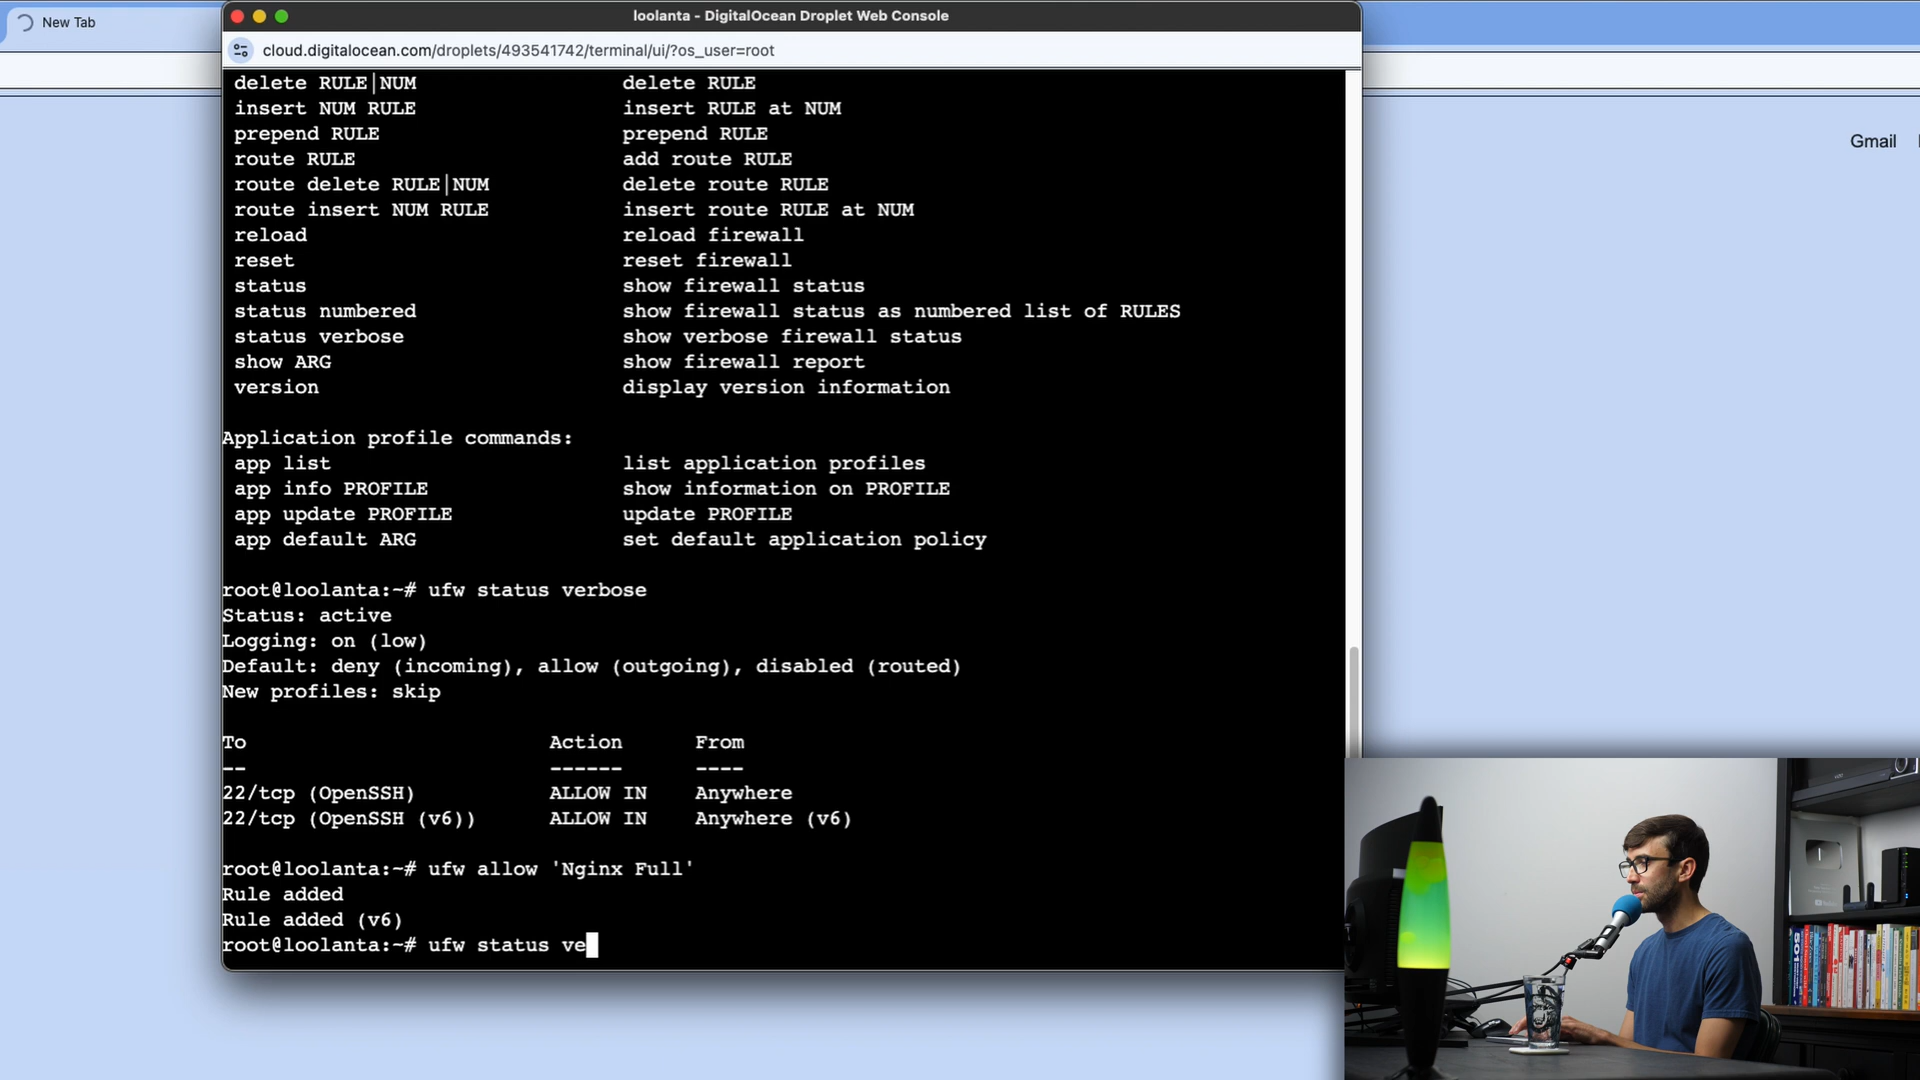 New Tab
loolanta - DigitalOcean Droplet Web Console
cloud.digitalocean.com/droplets/493541742/terminal/ui/?os_user=root
Gmail
delete RULE|NUM delete RULE
insert NUM RULE insert RULE at NUM
prepend RULE prepend RULE
route RULE add route RULE
route delete RULE|NUM delete route RULE
route insert NUM RULE insert route RULE at NUM
reload reload firewall
reset reset firewall
status show firewall status
status numbered show firewall status as numbered list of RULES
status verbose show verbose firewall status
show ARG show firewall report
version display version information
Application profile commands:
app list list application profiles
app info PROFILE show information on PROFILE
app update PROFILE update PROFILE
app default ARG set default application policy
root@loolanta:~# ufw status verbose
Status: active
Logging: on (low)
Default: deny (incoming), allow (outgoing), disabled (routed)
New profiles: skip
To Action From
-- ------ ----
22/tcp (OpenSSH) ALLOW IN Anywhere
22/tcp (OpenSSH (v6)) ALLOW IN Anywhere (v6)
root@loolanta:~# ufw allow 'Nginx Full'
Rule added
Rule added (v6)
root@loolanta:~# ufw status ve